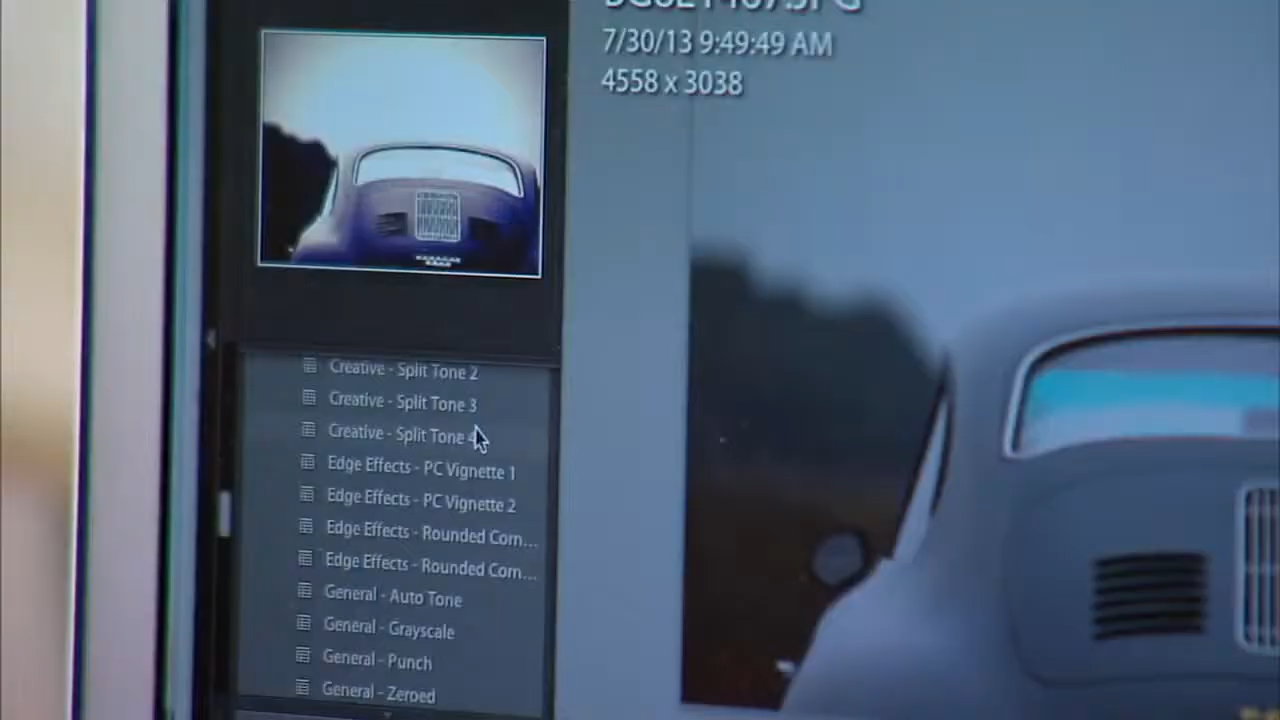 7/30/13 9:49:49 AM
4558 x 3038
Creative - Split Tone 2
Creative - Split Tone 3
Creative - Split Tone
Edge Effects - PC Vignette 1
Edge Effects - PC Vignette 2
Edge Effects - Rounded Corn...
Edge Effects - Rounded Corn...
General - Auto Tone
General - Grayscale
General - Punch
General - Zeroed